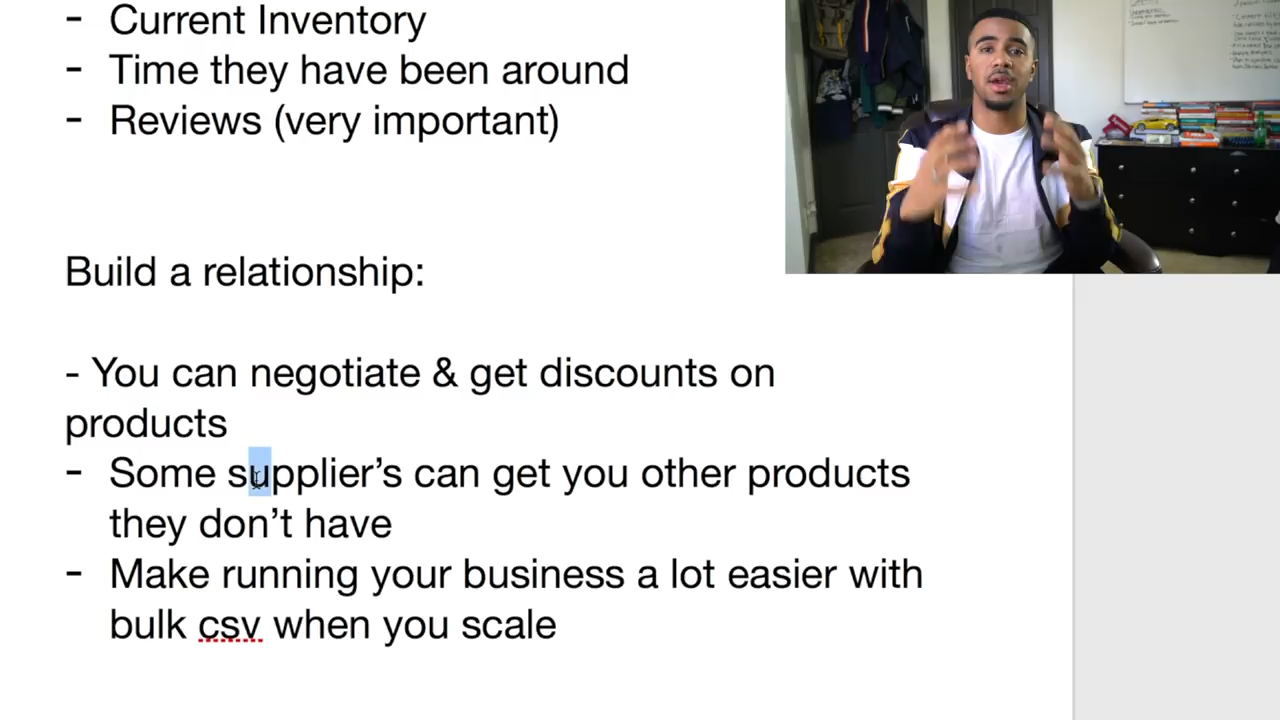 - Current Inventory
- Time they have been around
- Reviews (very important)
Build a relationship:
- You can negotiate & get discounts on
products
- Some supplier’s can get you other products
they don’t have
- Make running your business a lot easier with
bulk csv when you scale